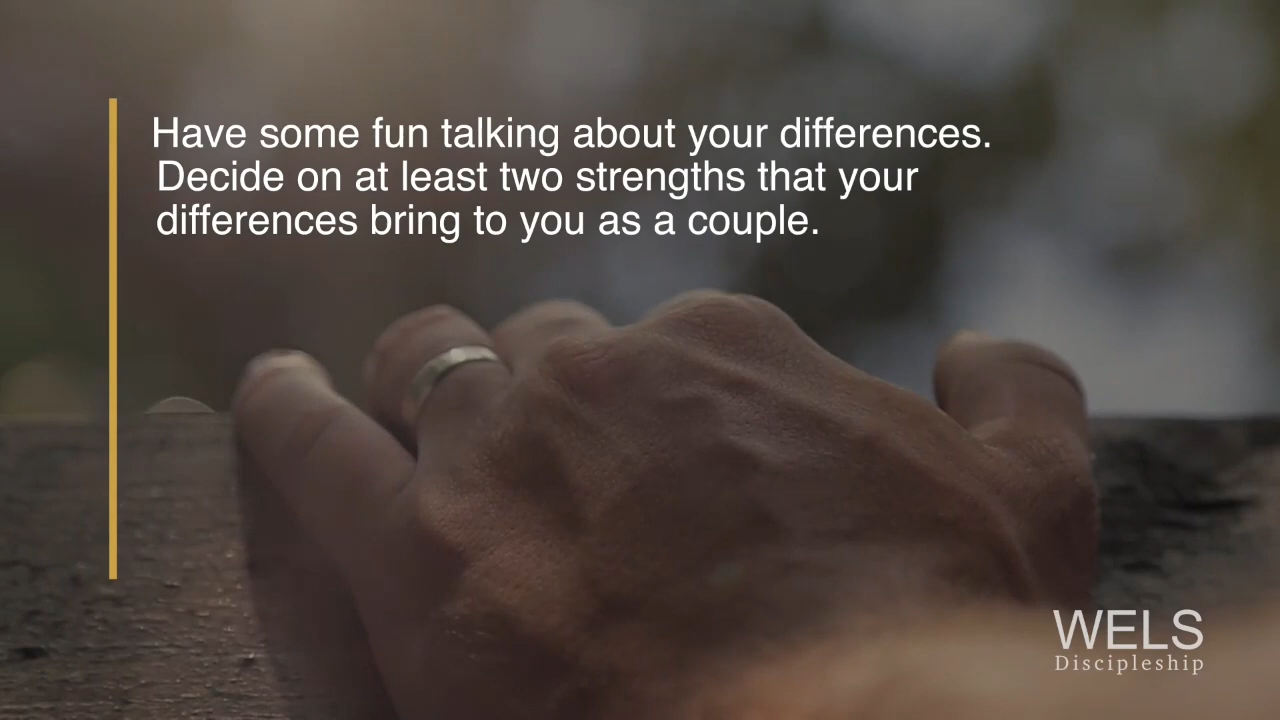 Have some fun talking about your differences.
Decide on at least two strengths that your
differences bring to you as a couple.
WELS
Discipleship